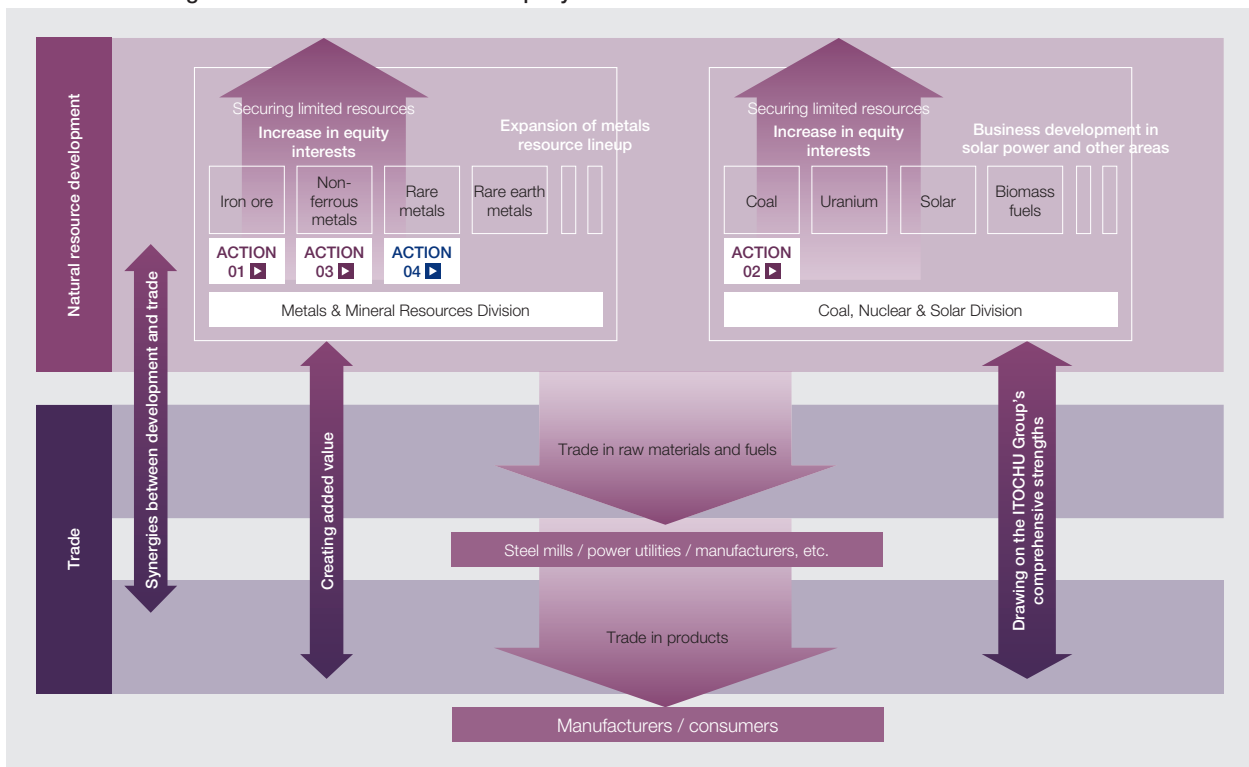 Natural resource development
Securing limited resources
Increase in equity
interests
Expansion of metals
resource lineup
Iron ore
Non-
ferrous
metals
Rare
metals
Rare earth
metals
ACTION
01
ACTION
03
ACTION
04
Metals & Mineral Resources Division
Securing limited resources
Increase in equity
interests
Business development in
solar power and other areas
Coal
Uranium
Solar
Biomass
fuels
ACTION
02
Coal, Nuclear & Solar Division
Synergies between development and trade
Creating added value
Drawing on the ITOCHU Group's
comprehensive strengths
Trade
Trade in raw materials and fuels
Steel mills / power utilities / manufacturers, etc.
Trade in products
Manufacturers / consumers